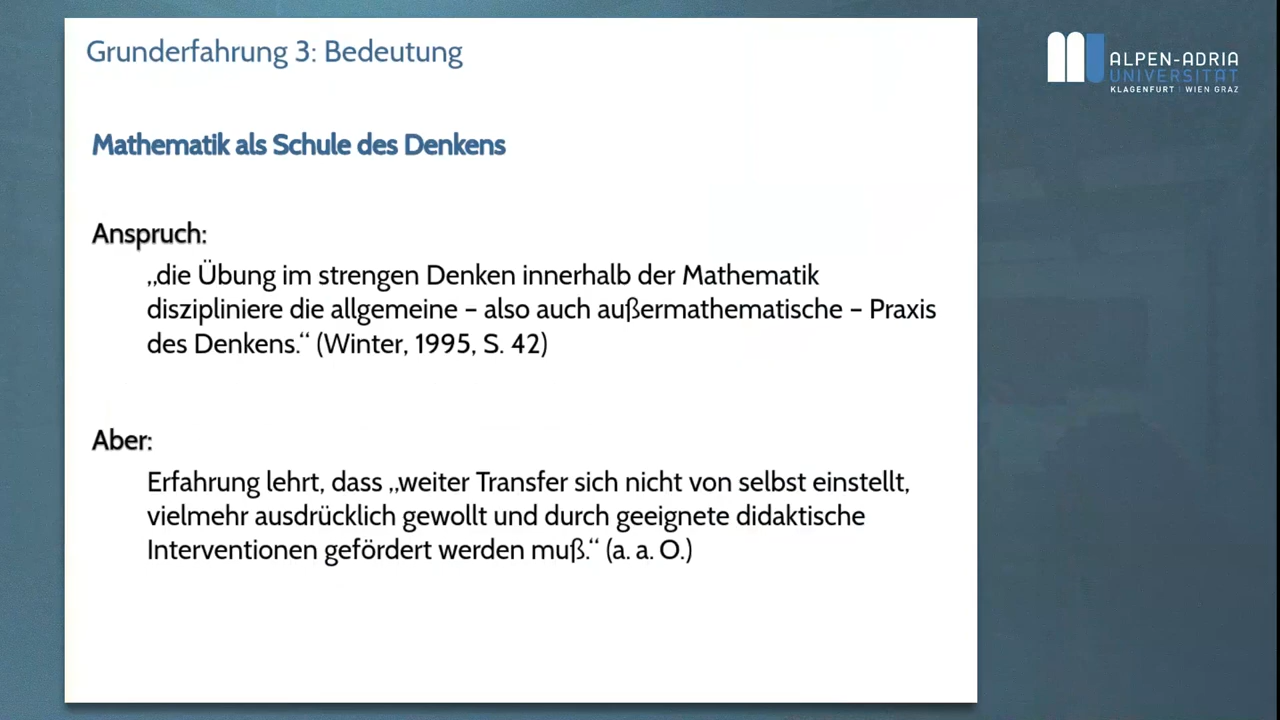 Grunderfahrung 3: Bedeutung
Mathematik als Schule des Denkens
Anspruch:
„die Übung im strengen Denken innerhalb der Mathematik
diszipliniere die allgemeine – also auch außermathematische – Praxis
des Denkens.“ (Winter, 1995, S. 42)
Aber:
Erfahrung lehrt, dass „weiter Transfer sich nicht von selbst einstellt,
vielmehr ausdrücklich gewollt und durch geeignete didaktische
Interventionen gefördert werden muß.“ (a. a. O.)
ALPEN-ADRIA
UNIVERSITÄT
KLAGENFURT | WIEN GRAZ